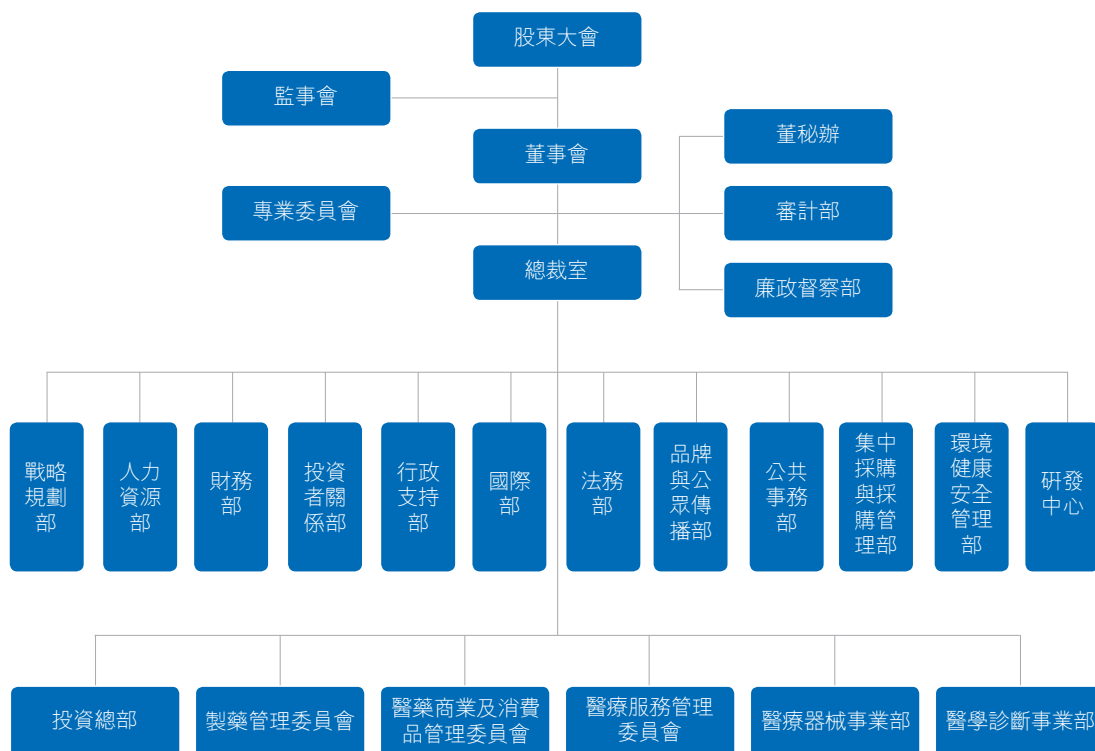 股東大會
監事會
董事會
董秘辦
專業委員會
審計部
總裁室
廉政督察部
戰略
規劃
部
人力
資源
部
財務
部
投資
者關
係部
行政
支持
部
國際
部
法務
部
品牌
與公
眾傳
播部
公共
事務
部
集中
採購
與採
購管
理部
環境
健康
安全
管理
部
研發
中心
投資總部
製藥管理委員會
醫藥商業及消費
品管理委員會
醫療服務管理
委員會
醫療器械事業部
醫學診斷事業部